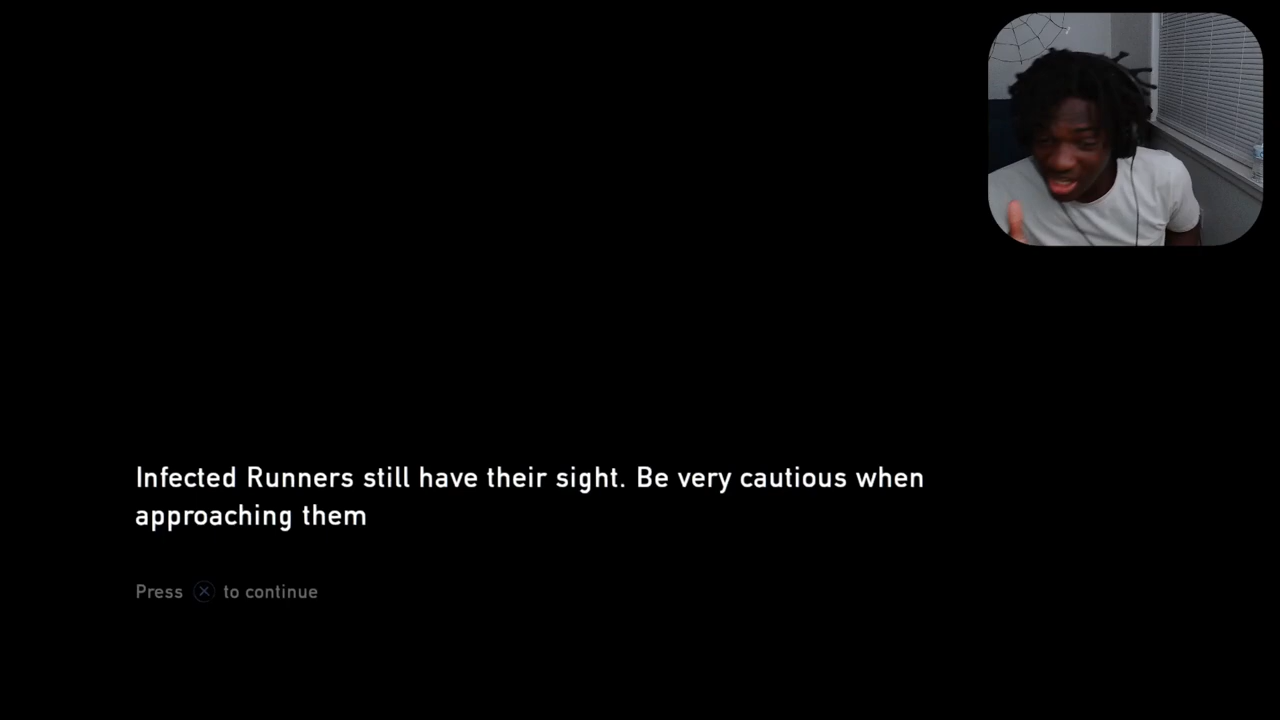 Infected Runners still have their sight. Be very cautious when
approaching them
Press ⓧ to continue